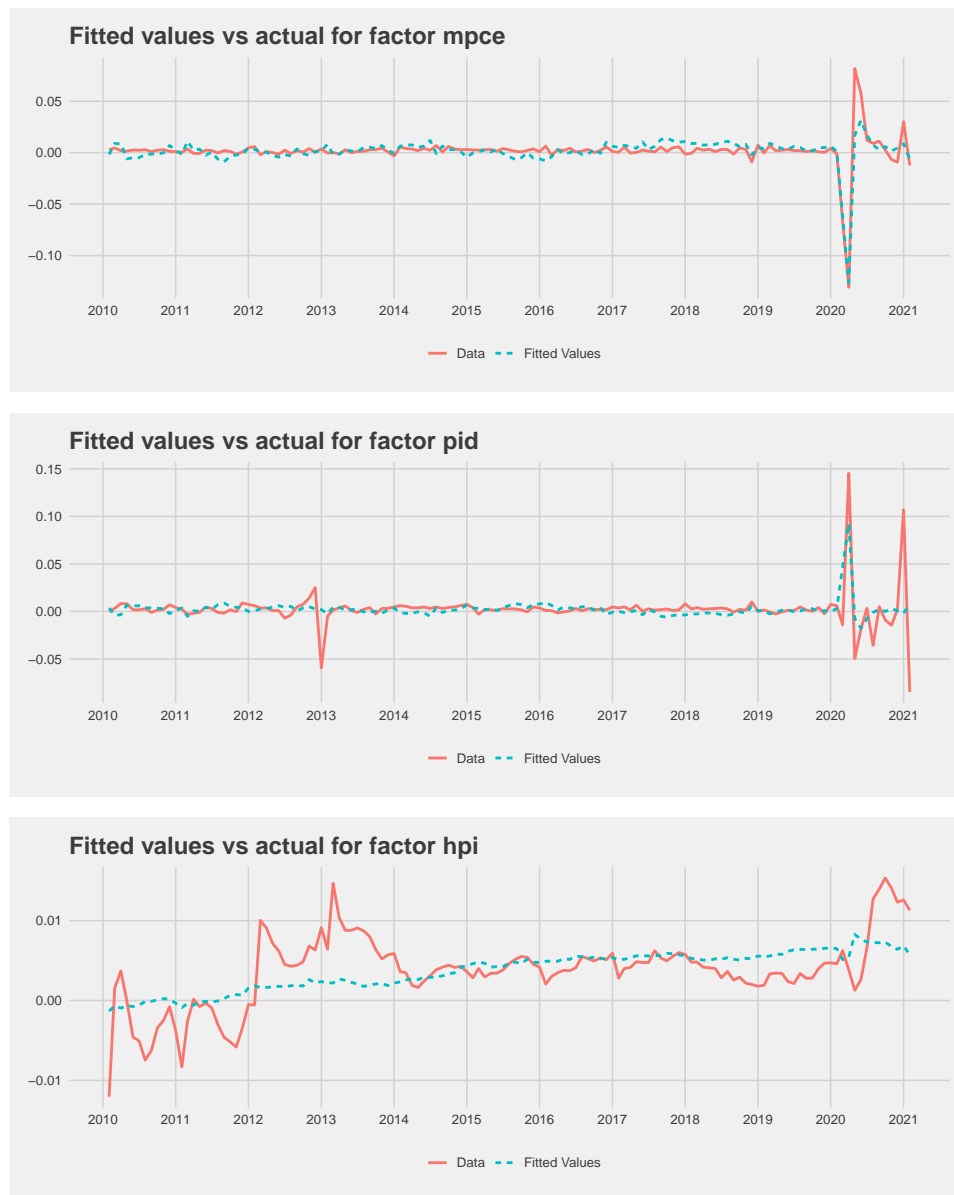 Fitted values vs actual for factor mpce
0.05
0.00
−0.05
−0.10
2010 2011 2012 2013 2014 2015 2016 2017 2018 2019 2020 2021
Data Fitted Values
Fitted values vs actual for factor pid
0.15
0.10
0.05
0.00
−0.05
2010 2011 2012 2013 2014 2015 2016 2017 2018 2019 2020 2021
Data Fitted Values
Fitted values vs actual for factor hpi
0.01
0.00
−0.01
2010 2011 2012 2013 2014 2015 2016 2017 2018 2019 2020 2021
Data Fitted Values